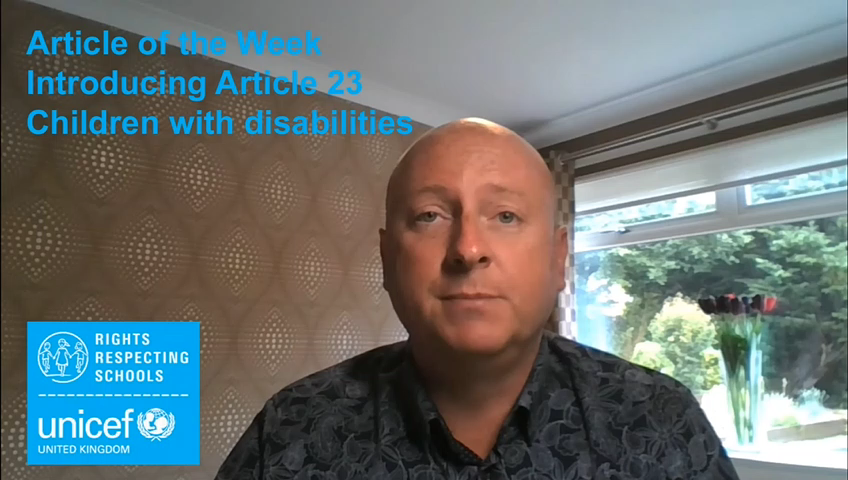 Article of the Week
Introducing Article 23
Children with disabilities
RIGHTS
RESPECTING
SCHOOLS
unicef
UNITED KINGDOM